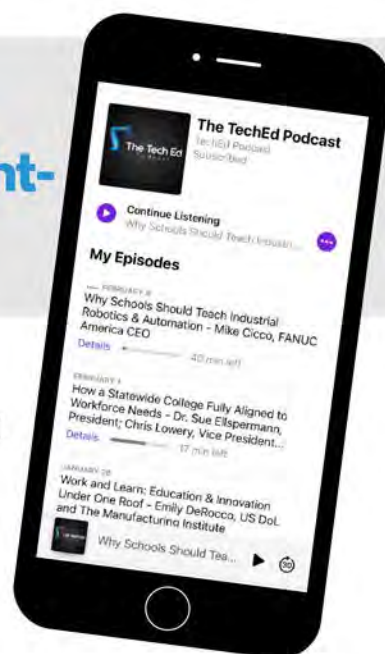 nt-
The Tech Ed
PODCAST
The TechEd Podcast
TechEd Podcast
Subscribed
Continue Listening
Why Schools Should Teach Industri...
My Episodes
FEBRUARY 8
Why Schools Should Teach Industrial
Robotics & Automation - Mike Cicco, FANUC
America CEO
Details
40 min left
FEBRUARY 1
How a Statewide College Fully Aligned to
Workforce Needs - Dr. Sue Ellspermann,
President; Chris Lowery, Vice President...
Details
17 min left
JANUARY
Work and Learn: Education & Innovation
Under One Roof - Emily DeRocco, US DoL
and The Manufacturing Institute
Why Schools Should Tea...
30